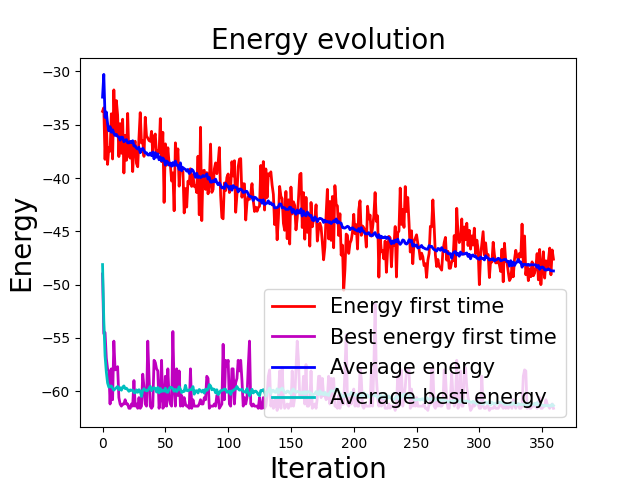 Energy evolution
−30
−35
−40
−45
−50
−55
−60
Energy
Energy first time
Best energy first time
Average energy
Average best energy
0 50 100 150 200 250 300 350
Iteration